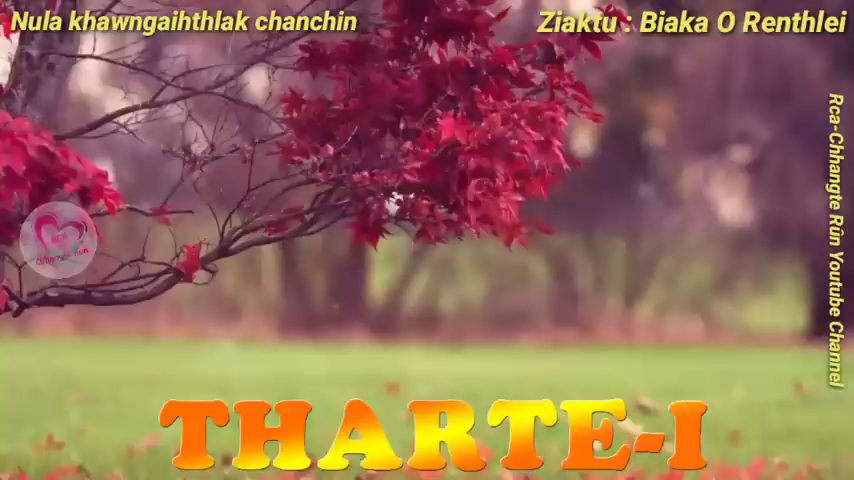 Nula khawngaihthlak chanchin
Ziaktu : Biaka O Renthlei
Rca-Chhangte Rûn Youtube Channel
THARTE-I